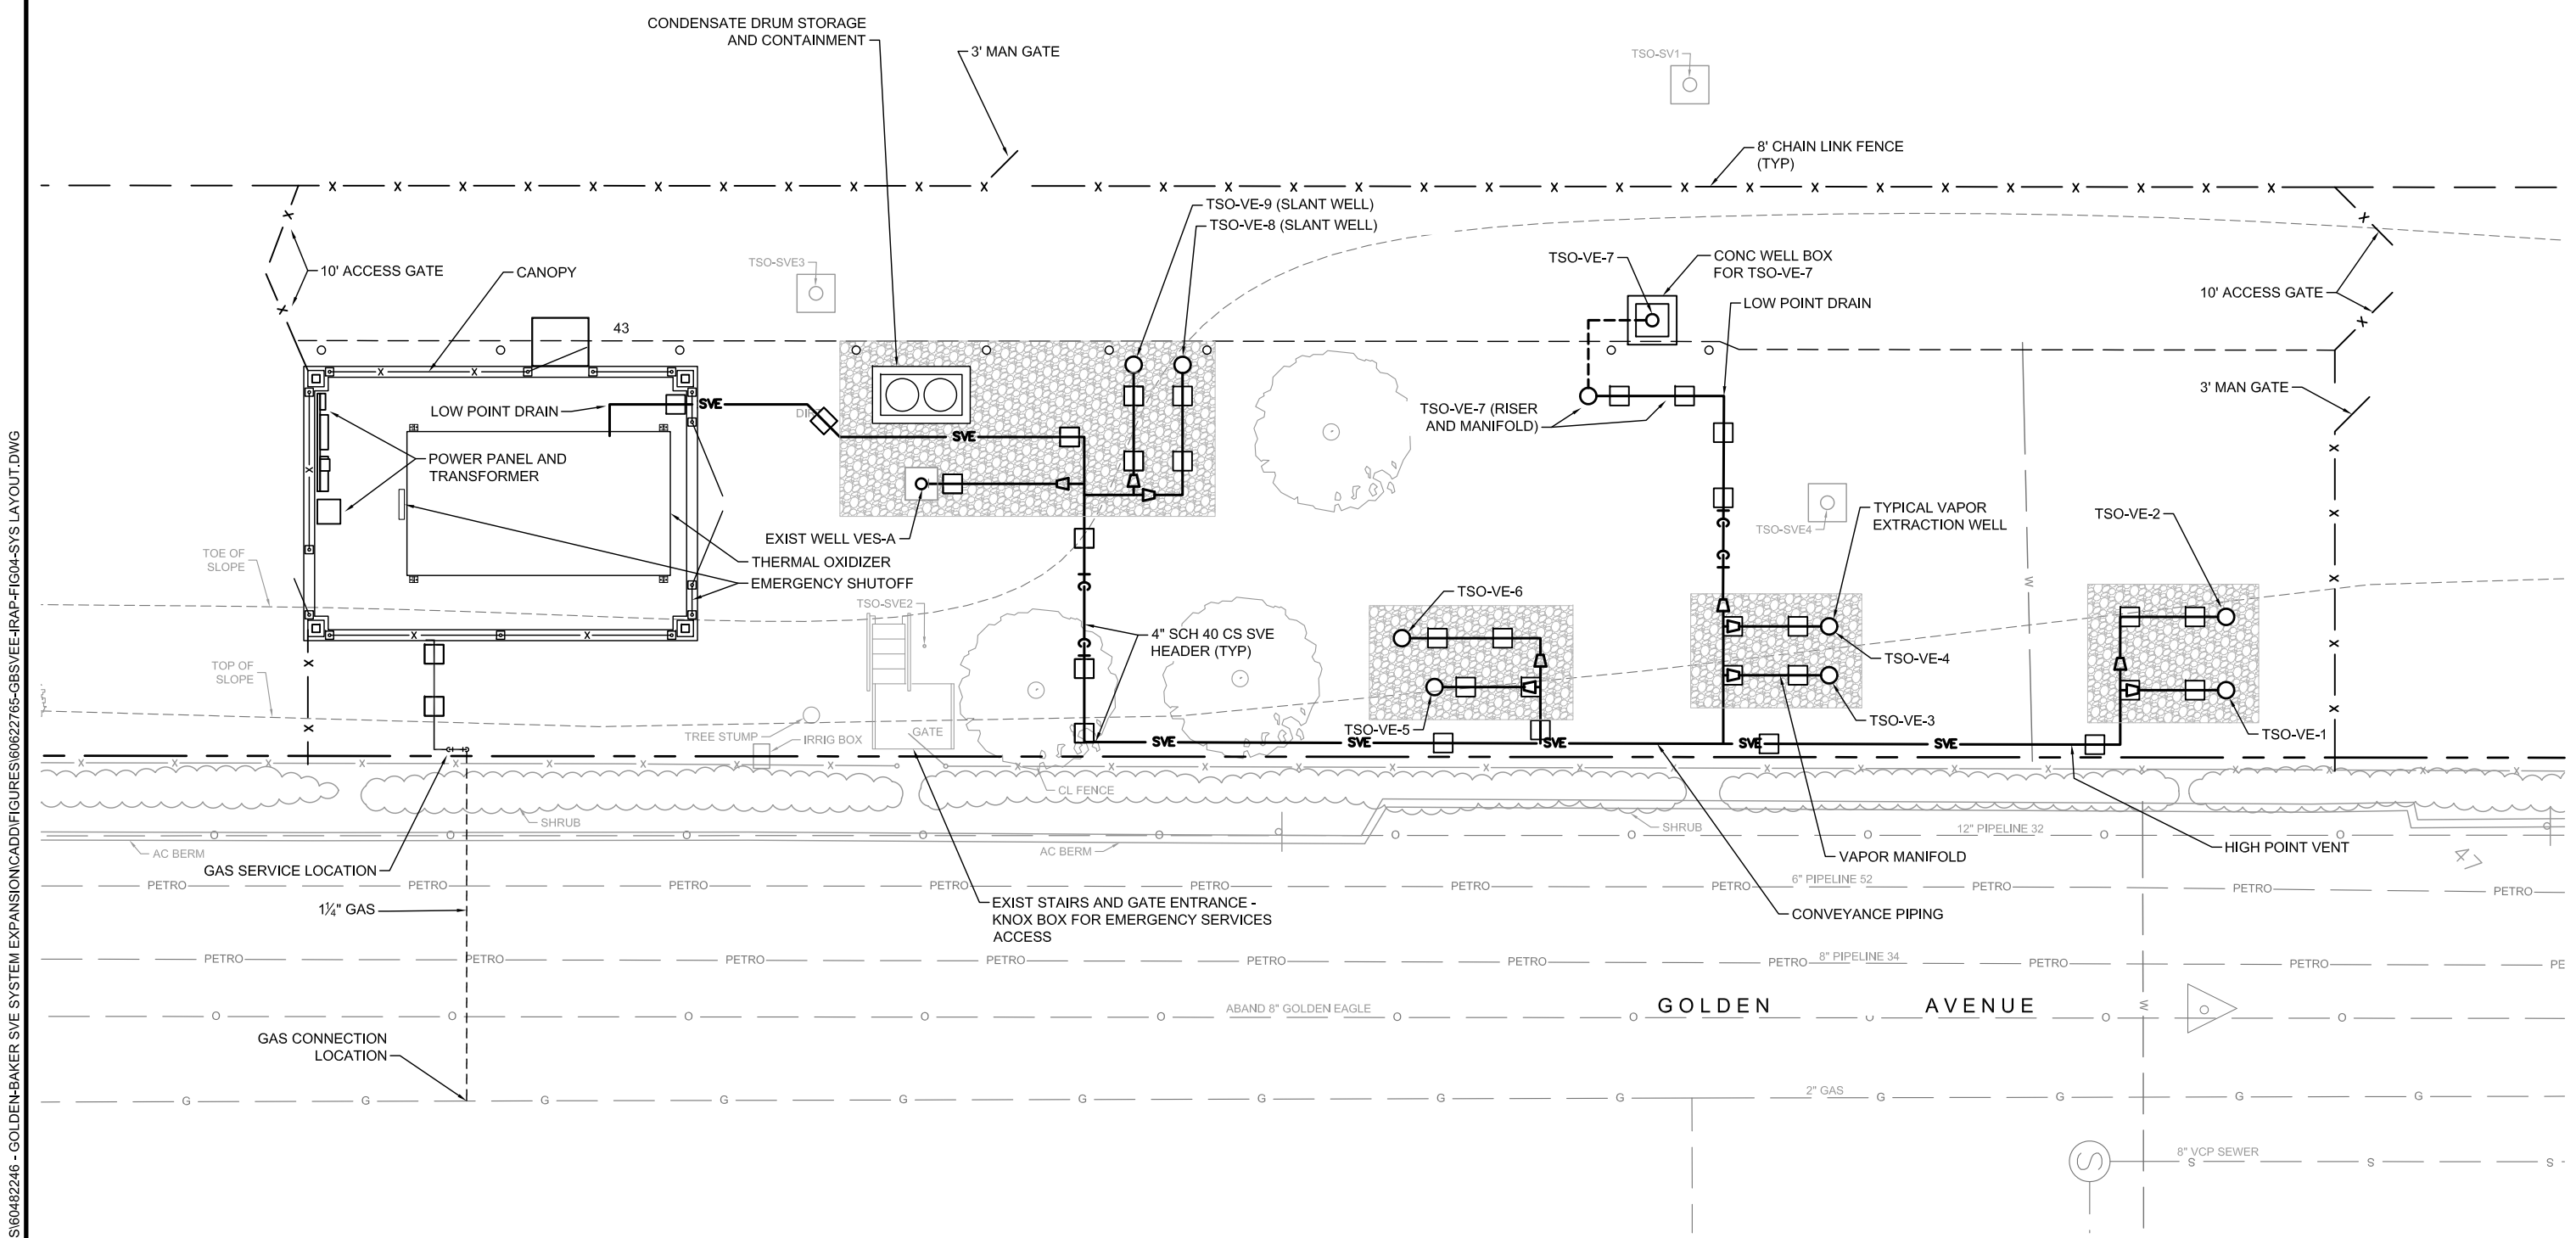 CONDENSATE DRUM STORAGE
AND CONTAINMENT
3' MAN GATE
TSO-SV1
8' CHAIN LINK FENCE
(TYP)
X X X X X X X X X X X X X X X X X X X X X X X X X X X X X X
TSO-VE-9 (SLANT WELL)
TSO-VE-8 (SLANT WELL)
X
X
10' ACCESS GATE
CANOPY
TSO-SVE3
TSO-VE-7
CONC WELL BOX
FOR TSO-VE-7
LOW POINT DRAIN
X
10' ACCESS GATE
X
43
X X
3' MAN GATE
LOW POINT DRAIN
SVE
SVE
TSO-VE-7 (RISER
AND MANIFOLD)
POWER PANEL AND
TRANSFORMER
X
TSO-SVE4
TYPICAL VAPOR
EXTRACTION WELL
TSO-VE-2
X
X
X
X
X
EXIST WELL VES-A
THERMAL OXIDIZER
EMERGENCY SHUTOFF
TOE OF
SLOPE
TSO-SVE2
TSO-VE-6
W
4" SCH 40 CS SVE
HEADER (TYP)
TSO-VE-4
X X
X
X
TOP OF
SLOPE
TREE STUMP
IRRIG BOX
GATE
TSO-VE-5
TSO-VE-3
TSO-VE-1
SVE SVE SVE SVE SVE
CL FENCE
SHRUB
SHRUB
12" PIPELINE 32
AC BERM
AC BERM
GAS SERVICE LOCATION
VAPOR MANIFOLD
HIGH POINT VENT
PETRO PETRO PETRO PETRO PETRO PETRO PETRO 6" PIPELINE 52 PETRO PETRO PETRO
1¼" GAS
EXIST STAIRS AND GATE ENTRANCE -
KNOX BOX FOR EMERGENCY SERVICES
ACCESS
CONVEYANCE PIPING
PETRO PETRO PETRO PETRO PETRO PETRO PETRO 8" PIPELINE 34 PETRO PETRO PE
ABAND 8" GOLDEN EAGLE
GOLDEN AVENUE
W
GAS CONNECTION
LOCATION
G G G G G G G G G 2" GAS G G G G
S
8" VCP SEWER
S S S
S\60482246 - GOLDEN-BAKER SVE SYSTEM EXPANSION\CADD\FIGURES\60622765-GBSVEE-IRAP-FIG04-SYS LAYOUT.DWG